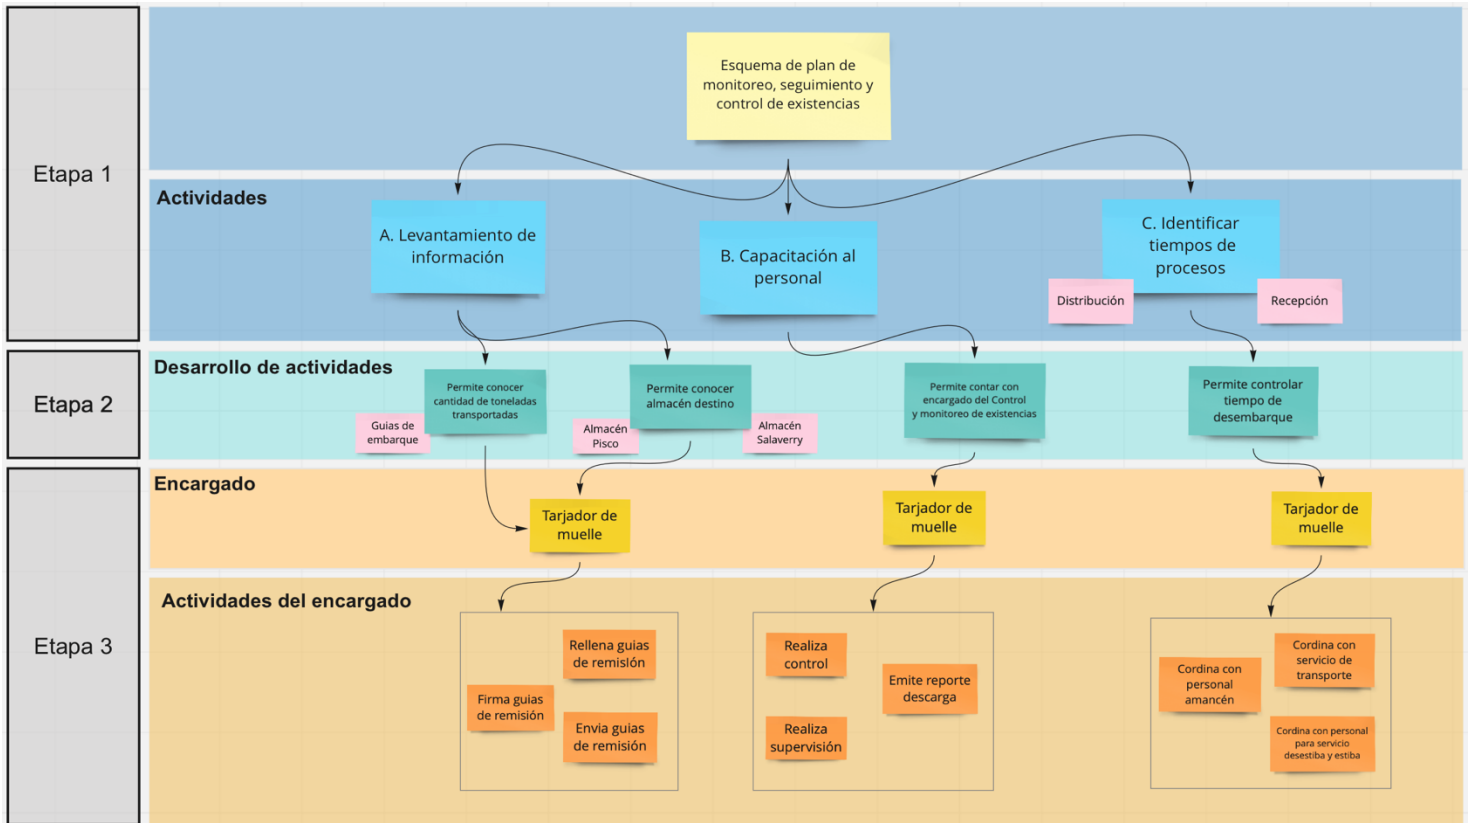 Etapa 1
Esquema de plan de
monitoreo, seguimiento y
control de existencias
Actividades
A. Levantamiento de
información
B. Capacitación al
personal
C. Identificar
tiempos de
procesos
Distribución
Recepción
Etapa 2
Desarrollo de actividades
Permite conocer
cantidad de toneladas
transportadas
Guias de
embarque
Permite conocer
almacén destino
Almacén
Pisco
Almacén
Salaverry
Permite contar con
encargado del Control
y monitoreo de existencias
Permite controlar
tiempo de
desembarque
Etapa 3
Encargado
Tarjador de
muelle
Tarjador de
muelle
Tarjador de
muelle
Actividades del encargado
Rellena guias
de remisión
Firma guias
de remisión
Envia guias
de remisión
Realiza
control
Emite reporte
descarga
Realiza
supervisión
Cordina con
servicio de
transporte
Cordina con
personal
amancén
Cordina con personal
para servicio
desestiba y estiba